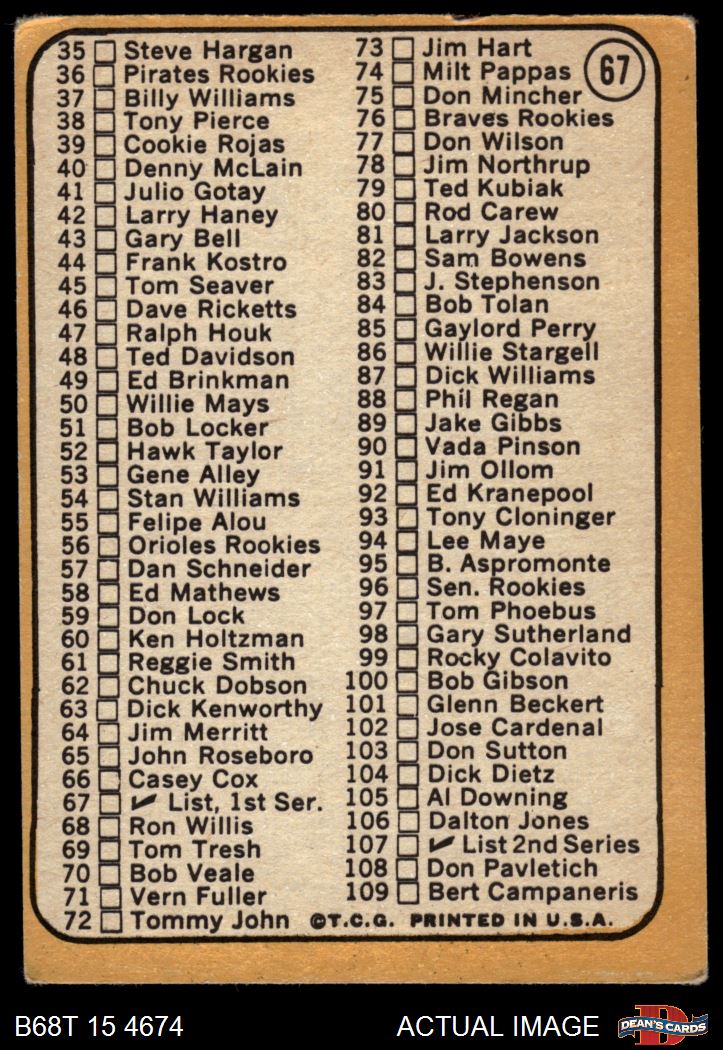 67
35 Steve Hargan
36 Pirates Rookies
37 Billy Williams
38 Tony Pierce
39 Cookie Rojas
40 Denny McLain
41 Julio Gotay
42 Larry Haney
43 Gary Bell
44 Frank Kostro
45 Tom Seaver
46 Dave Ricketts
47 Ralph Houk
48 Ted Davidson
49 Ed Brinkman
50 Willie Mays
51 Bob Locker
52 Hawk Taylor
53 Gene Alley
54 Stan Williams
55 Felipe Alou
56 Orioles Rookies
57 Dan Schneider
58 Ed Mathews
59 Don Lock
60 Ken Holtzman
61 Reggie Smith
62 Chuck Dobson
63 Dick Kenworthy
64 Jim Merritt
65 John Roseboro
66 Casey Cox
67 ✔ List, 1st Ser.
68 Ron Willis
69 Tom Tresh
70 Bob Veale
71 Vern Fuller
72 Tommy John
73 Jim Hart
74 Milt Pappas
75 Don Mincher
76 Braves Rookies
77 Don Wilson
78 Jim Northrup
79 Ted Kubiak
80 Rod Carew
81 Larry Jackson
82 Sam Bowens
83 J. Stephenson
84 Bob Tolan
85 Gaylord Perry
86 Willie Stargell
87 Dick Williams
88 Phil Regan
89 Jake Gibbs
90 Vada Pinson
91 Jim Ollom
92 Ed Kranepool
93 Tony Cloninger
94 Lee Maye
95 B. Aspromonte
96 Sen. Rookies
97 Tom Phoebus
98 Gary Sutherland
99 Rocky Colavito
100 Bob Gibson
101 Glenn Beckert
102 Jose Cardenal
103 Don Sutton
104 Dick Dietz
105 Al Downing
106 Dalton Jones
107 ✔ List 2nd Series
108 Don Pavletich
109 Bert Campaneris
©T.C.G. PRINTED IN U.S.A.
B68T 15 4674
ACTUAL IMAGE
DEAN'S CARDS